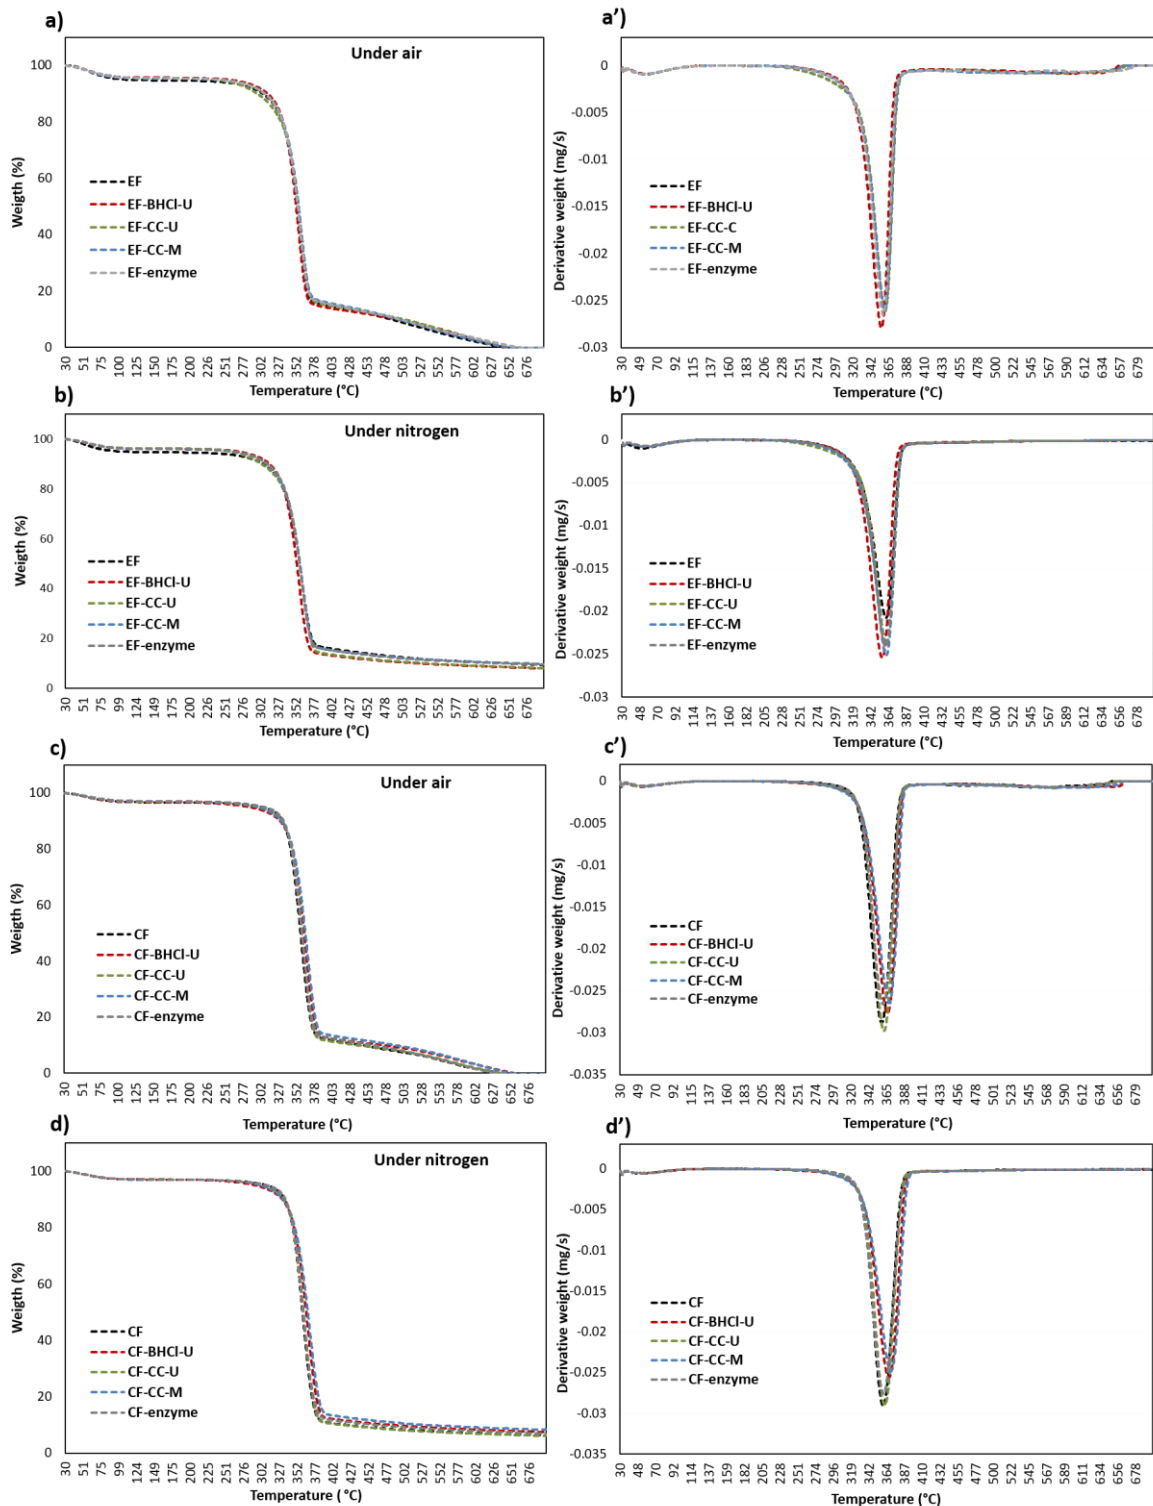 a)
Under air
Weigth (%)
100
80
60
40
20
0
EF
EF-BHCl-U
EF-CC-U
EF-CC-M
EF-enzyme
30 51 75 100 125 150 176 201 226 251 277 302 327 352 378 403 428 453 478 503 528 552 577 602 627 652 676
Temperature (°C)
a’)
Derivative weight (mg/s)
0
-0.005
-0.01
-0.015
-0.02
-0.025
-0.03
EF
EF-BHCl-U
EF-CC-C
EF-CC-M
EF-enzyme
30 48 70 92 115 137 160 183 206 228 251 274 297 320 342 365 388 410 433 455 478 500 523 545 567 590 612 634 657 679
Temperature (°C)
b)
Under nitrogen
Weigth (%)
100
80
60
40
20
0
EF
EF-BHCl-U
EF-CC-U
EF-CC-M
EF-enzyme
30 51 75 99 124 149 175 200 226 251 276 302 327 352 377 402 427 452 478 503 527 552 577 602 626 651 676
Temperature (°C)
b’)
Derivative weight (mg/s)
0
-0.005
-0.01
-0.015
-0.02
-0.025
-0.03
EF
EF-BHCl-U
EF-CC-U
EF-CC-M
EF-enzyme
30 48 70 92 114 137 160 182 205 228 251 274 297 319 342 364 387 410 432 455 478 500 522 545 567 589 611 634 656 678
Temperature (°C)
c)
Under air
Weigth (%)
100
80
60
40
20
0
CF
CF-BHCl-U
CF-CC-U
CF-CC-M
CF-enzyme
30 51 75 100 125 150 175 201 226 251 277 302 327 352 378 403 428 453 478 503 528 553 577 602 627 652 676
Temperature (°C)
c’)
Derivative weight (mg/s)
0
-0.005
-0.01
-0.015
-0.02
-0.025
-0.03
-0.035
CF
CF-BHCl-U
CF-CC-U
CF-CC-M
CF-enzyme
30 48 70 92 114 137 160 183 205 228 251 274 296 320 342 365 388 410 433 456 478 501 523 545 568 590 612 634 656 679
Temperature (°C)
d)
Under nitrogen
Weigth (%)
100
80
60
40
20
0
CF
CF-BHCl-U
CF-CC-U
CF-CC-M
CF-enzyme
30 51 75 99 124 149 175 200 225 251 276 301 327 352 377 402 427 452 477 502 527 552 577 602 626 651 676
Temperature (°C)
d’)
Derivative weight (mg/s)
0
-0.005
-0.01
-0.015
-0.02
-0.025
-0.03
-0.035
CF
CF-BHCl-U
CF-CC-U
CF-CC-M
CF-enzyme
30 48 70 92 114 137 159 182 205 228 251 274 296 319 342 364 387 410 432 455 477 500 522 545 567 589 611 634 656 678
Temperature (°C)